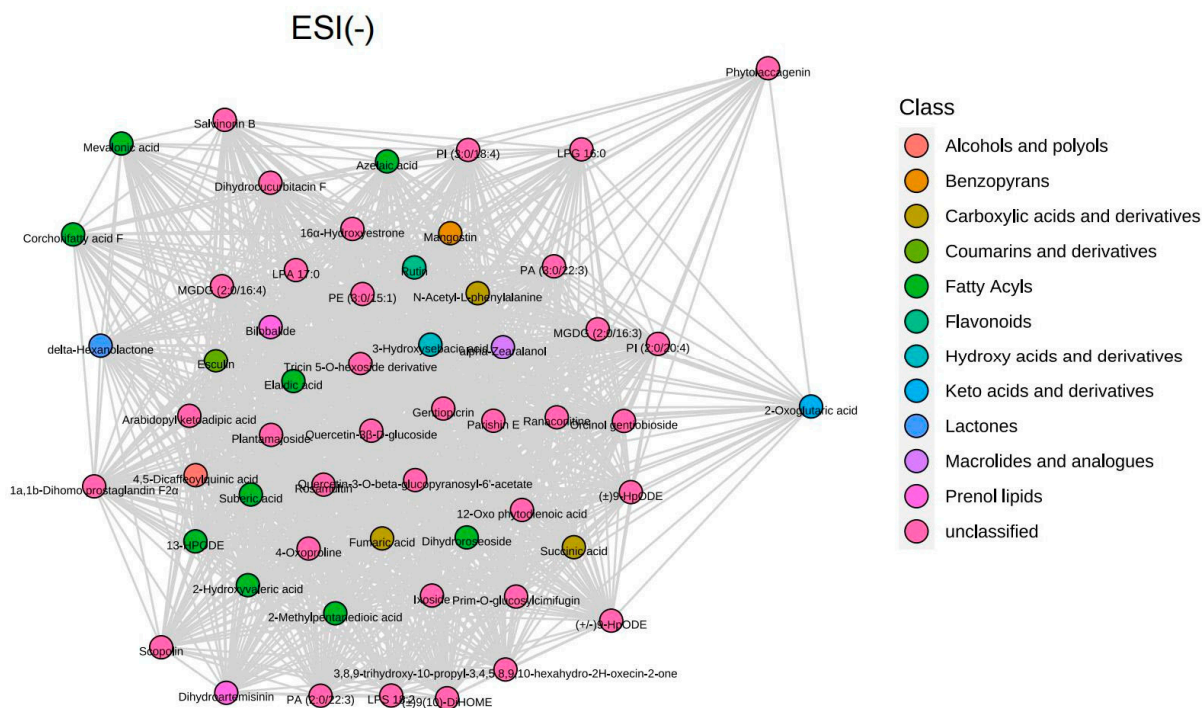 ESI(-)
Phytolaccagenin
Salvinorin B
Mevalonic acid
Azelaic acid
PI (3:0/18:4)
LPG 16:0
Dihydrocucurbitacin F
Corchorifatty acid F
16α-Hydroxyestrone
Mangostin
LPA 17:0
Rutin
PA (3:0/22:3)
MGDG (2:0/16:4)
PE (3:0/15:1)
N-Acetyl-L-phenylalanine
Bilobalide
MGDG (2:0/16:3)
delta-Hexanolactone
3-Hydroxysebacic acid
alpha-Zearalanol
PI (2:0/20:4)
Esculin
Tricin 5-O-hexoside derivative
Elaidic acid
2-Oxoglutaric acid
Arabidopyl ketoadipic acid
Gentiopicrin
Parishin E
Ranaconitine
Orcinol gentiobioside
Plantamajoside
Quercetin-3β-D-glucoside
1a,1b-Dihomo prostaglandin F2α
4,5-Dicaffeoylquinic acid
Suberic acid
Quercetin-3-O-beta-glucopyranosyl-6'-acetate
(±)9-HpODE
12-Oxo phytodienoic acid
13-HPODE
4-Oxoproline
Fumaric acid
Dihydroroseoside
Succinic acid
2-Hydroxyvaleric acid
Ixoside
Prim-O-glucosylcimifugin
2-Methylpentanedioic acid
(+/-)9-HpODE
Scopolin
3,8,9-trihydroxy-10-propyl-3,4,5,8,9,10-hexahydro-2H-oxecin-2-one
Dihydroartemisinin
PA (2:0/22:3)
LPS 18:2
(±)9(10)-DiHOME
Class
Alcohols and polyols
Benzopyrans
Carboxylic acids and derivatives
Coumarins and derivatives
Fatty Acyls
Flavonoids
Hydroxy acids and derivatives
Keto acids and derivatives
Lactones
Macrolides and analogues
Prenol lipids
unclassified